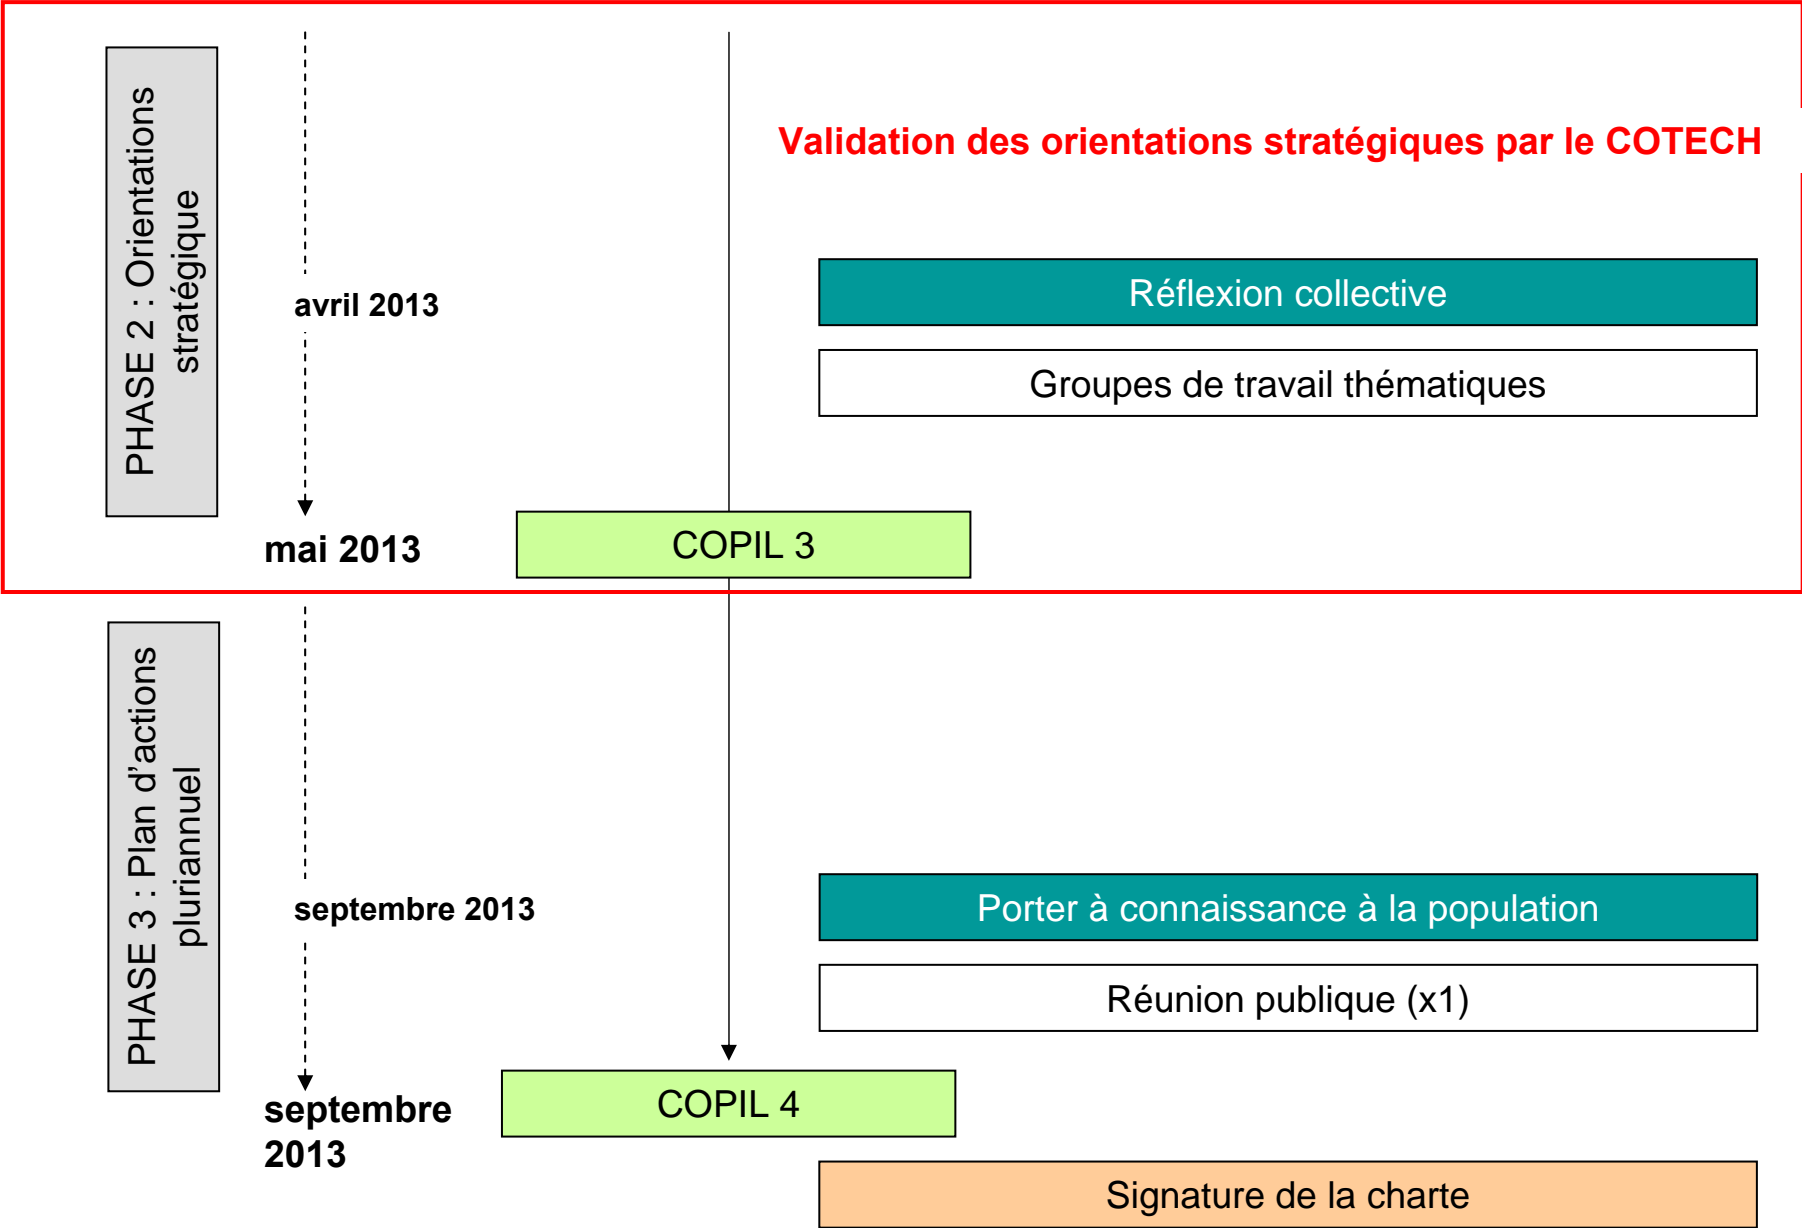 PHASE 2 : Orientations
stratégique
Validation des orientations stratégiques par le COTECH
avril 2013
Réflexion collective
Groupes de travail thématiques
mai 2013
COPIL 3
PHASE 3 : Plan d’actions
pluriannuel
septembre 2013
Porter à connaissance à la population
Réunion publique (x1)
septembre
2013
COPIL 4
Signature de la charte